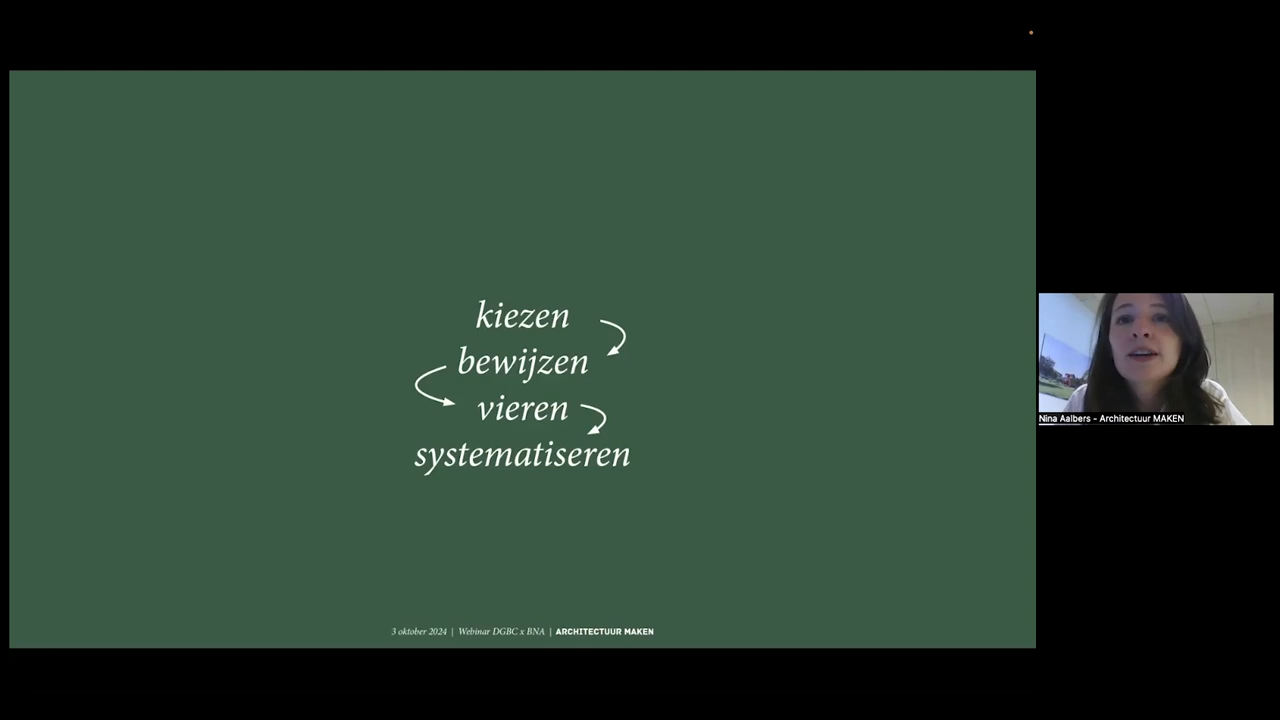 kiezen
bewijzen
vieren
systematiseren
3 oktober 2024 | Webinar DGBC x BNA | ARCHITECTUUR MAKEN
Nina Aalbers - Architectuur MAKEN